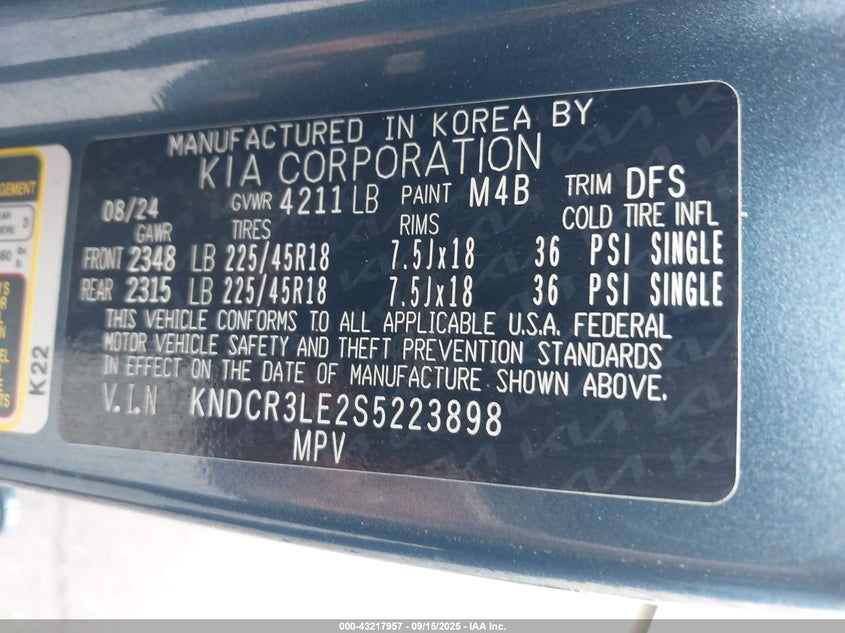 MANUFACTURED IN KOREA BY
KIA CORPORATION
08/24 GVWR 4211 LB PAINT M4B TRIM DFS
GAWR TIRES RIMS COLD TIRE INFL
FRONT 2348 LB 225/45R18 7.5Jx18 36 PSI SINGLE
REAR 2315 LB 225/45R18 7.5Jx18 36 PSI SINGLE
THIS VEHICLE CONFORMS TO ALL APPLICABLE U.S.A. FEDERAL
MOTOR VEHICLE SAFETY AND THEFT PREVENTION STANDARDS
IN EFFECT ON THE DATE OF MANUFACTURE SHOWN ABOVE.
V.I.N KNDCR3LE2S5223898
MPV
K22
3
000-43217957 - 09/15/2025 - IAA Inc.